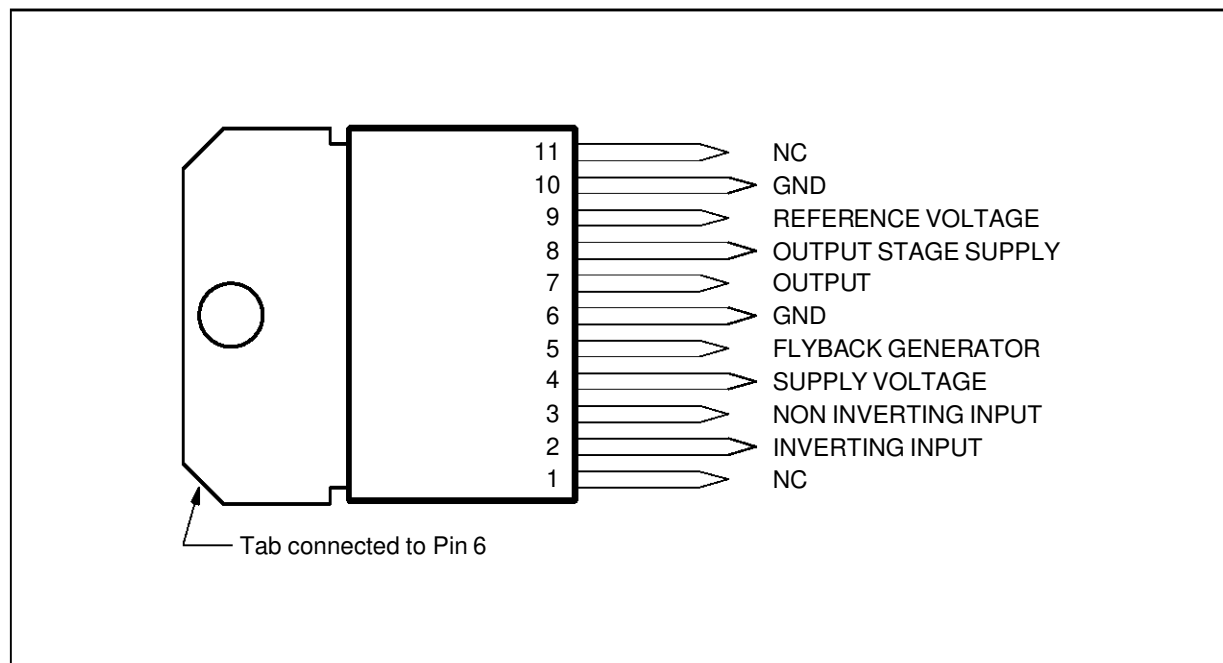 11 NC
10 GND
9 REFERENCE VOLTAGE
8 OUTPUT STAGE SUPPLY
7 OUTPUT
6 GND
5 FLYBACK GENERATOR
4 SUPPLY VOLTAGE
3 NON INVERTING INPUT
2 INVERTING INPUT
1 NC
Tab connected to Pin 6